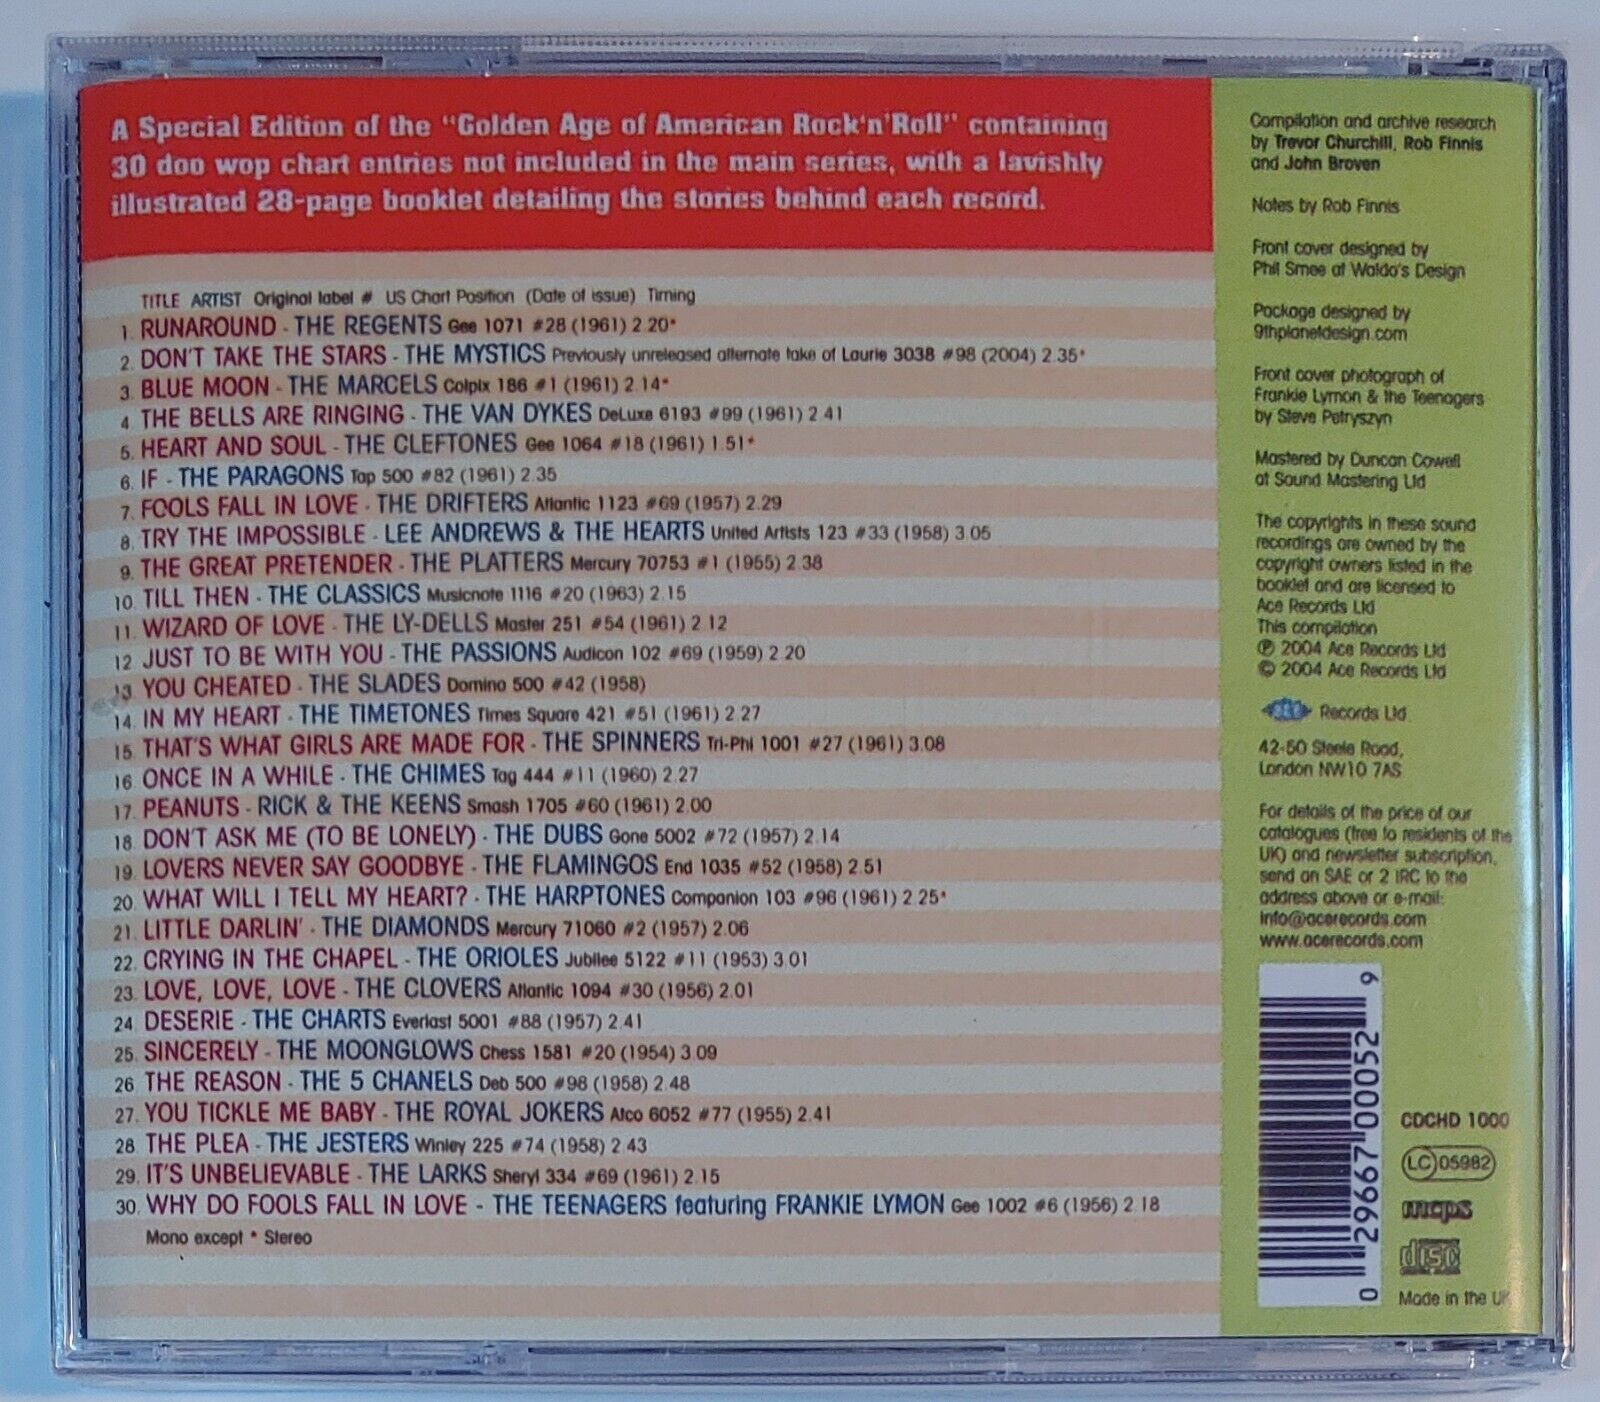 A Special Edition of the "Golden Age of American Rock'n'Roll" containing
30 doo wop chart entries not included in the main series, with a lavishly
illustrated 28-page booklet detailing the stories behind each record.
TITLE ARTIST Original label # US Chart Position (Date of issue) Timing
1. RUNAROUND - THE REGENTS Gee 1071 #28 (1961) 2.20*
2. DON'T TAKE THE STARS - THE MYSTICS Previously unreleased alternate take of Laurie 3038 #98 (2004) 2.35*
3. BLUE MOON - THE MARCELS Colpix 186 #1 (1961) 2.14*
4 THE BELLS ARE RINGING - THE VAN DYKES DeLuxe 6193 #99 (1961) 2 41
5. HEART AND SOUL - THE CLEFTONES Gee 1064 #18 (1961) 1.51*
6. IF - THE PARAGONS Tap 500 #82 (1961) 2.35
7. FOOLS FALL IN LOVE - THE DRIFTERS Atlantic 1123 #69 (1957) 2.29
8. TRY THE IMPOSSIBLE - LEE ANDREWS & THE HEARTS United Artists 123 #33 (1958) 3.05
9. THE GREAT PRETENDER - THE PLATTERS Mercury 70753 #1 (1955) 2.38
10. TILL THEN - THE CLASSICS Musicnote 1116 #20 (1963) 2.15
11. WIZARD OF LOVE - THE LY-DELLS Master 251 #54 (1961) 2 12
12 JUST TO BE WITH YOU - THE PASSIONS Audicon 102 #69 (1959) 2 20
13. YOU CHEATED - THE SLADES Domino 500 #42 (1958)
14. IN MY HEART - THE TIMETONES Times Square 421 #51 (1961) 2.27
15. THAT'S WHAT GIRLS ARE MADE FOR - THE SPINNERS Tri-Phi 1001 #27 (1961) 3.08
16. ONCE IN A WHILE - THE CHIMES Tag 444 #11 (1960) 2.27
17. PEANUTS - RICK & THE KEENS Smash 1705 #60 (1961) 2.00
18. DON'T ASK ME (TO BE LONELY) - THE DUBS Gone 5002 #72 (1957) 2.14
19. LOVERS NEVER SAY GOODBYE - THE FLAMINGOS End 1035 #52 (1958) 2.51
20. WHAT WILL I TELL MY HEART? - THE HARPTONES Companion 103 #96 (1961) 2.25*
21. LITTLE DARLIN' - THE DIAMONDS Mercury 71060 #2 (1957) 2.06
22. CRYING IN THE CHAPEL - THE ORIOLES Jubilee 5122 #11 (1953) 3.01
23. LOVE, LOVE, LOVE - THE CLOVERS Atlantic 1094 #30 (1956) 2.01
24. DESERIE - THE CHARTS Everlast 5001 #88 (1957) 2.41
25. SINCERELY - THE MOONGLOWS Chess 1581 #20 (1954) 3.09
26 THE REASON - THE 5 CHANELS Deb 500 #98 (1958) 2.48
27. YOU TICKLE ME BABY - THE ROYAL JOKERS Atco 6052 #77 (1955) 2.41
28. THE PLEA - THE JESTERS Winley 225 #74 (1958) 2 43
29. IT'S UNBELIEVABLE - THE LARKS Sheryl 334 #69 (1961) 2.15
30. WHY DO FOOLS FALL IN LOVE - THE TEENAGERS featuring FRANKIE LYMON Gee 1002 #6 (1956) 2 18
Mono except * Stereo
Compilation and archive research
by Trevor Churchill, Rob Finnis
and John Broven
Notes by Rob Finnis
Front cover designed by
Phil Smee at Waldo's Design
Package designed by
9thplanetdesign.com
Front cover photograph of
Frankie Lymon & the Teenagers
by Steve Petryszyn
Mastered by Duncan Cowell
at Sound Mastering Ltd
The copyrights in these sound
recordings are owned by the
copyright owners listed in the
booklet and are licensed to
Ace Records Ltd
This compilation
℗ 2004 Ace Records Ltd
© 2004 Ace Records Ltd
ACE Records Ltd.
42-50 Steele Road,
London NW10 7AS
For details of the price of our
catalogues (free to residents of the
UK) and newsletter subscription,
send an SAE or 2 IRC to the
address above or e-mail:
info@acerecords.com
www.acerecords.com
0 29667 00052 9
CDCHD 1000
LC 05982
mcps
disc
Made in the UK